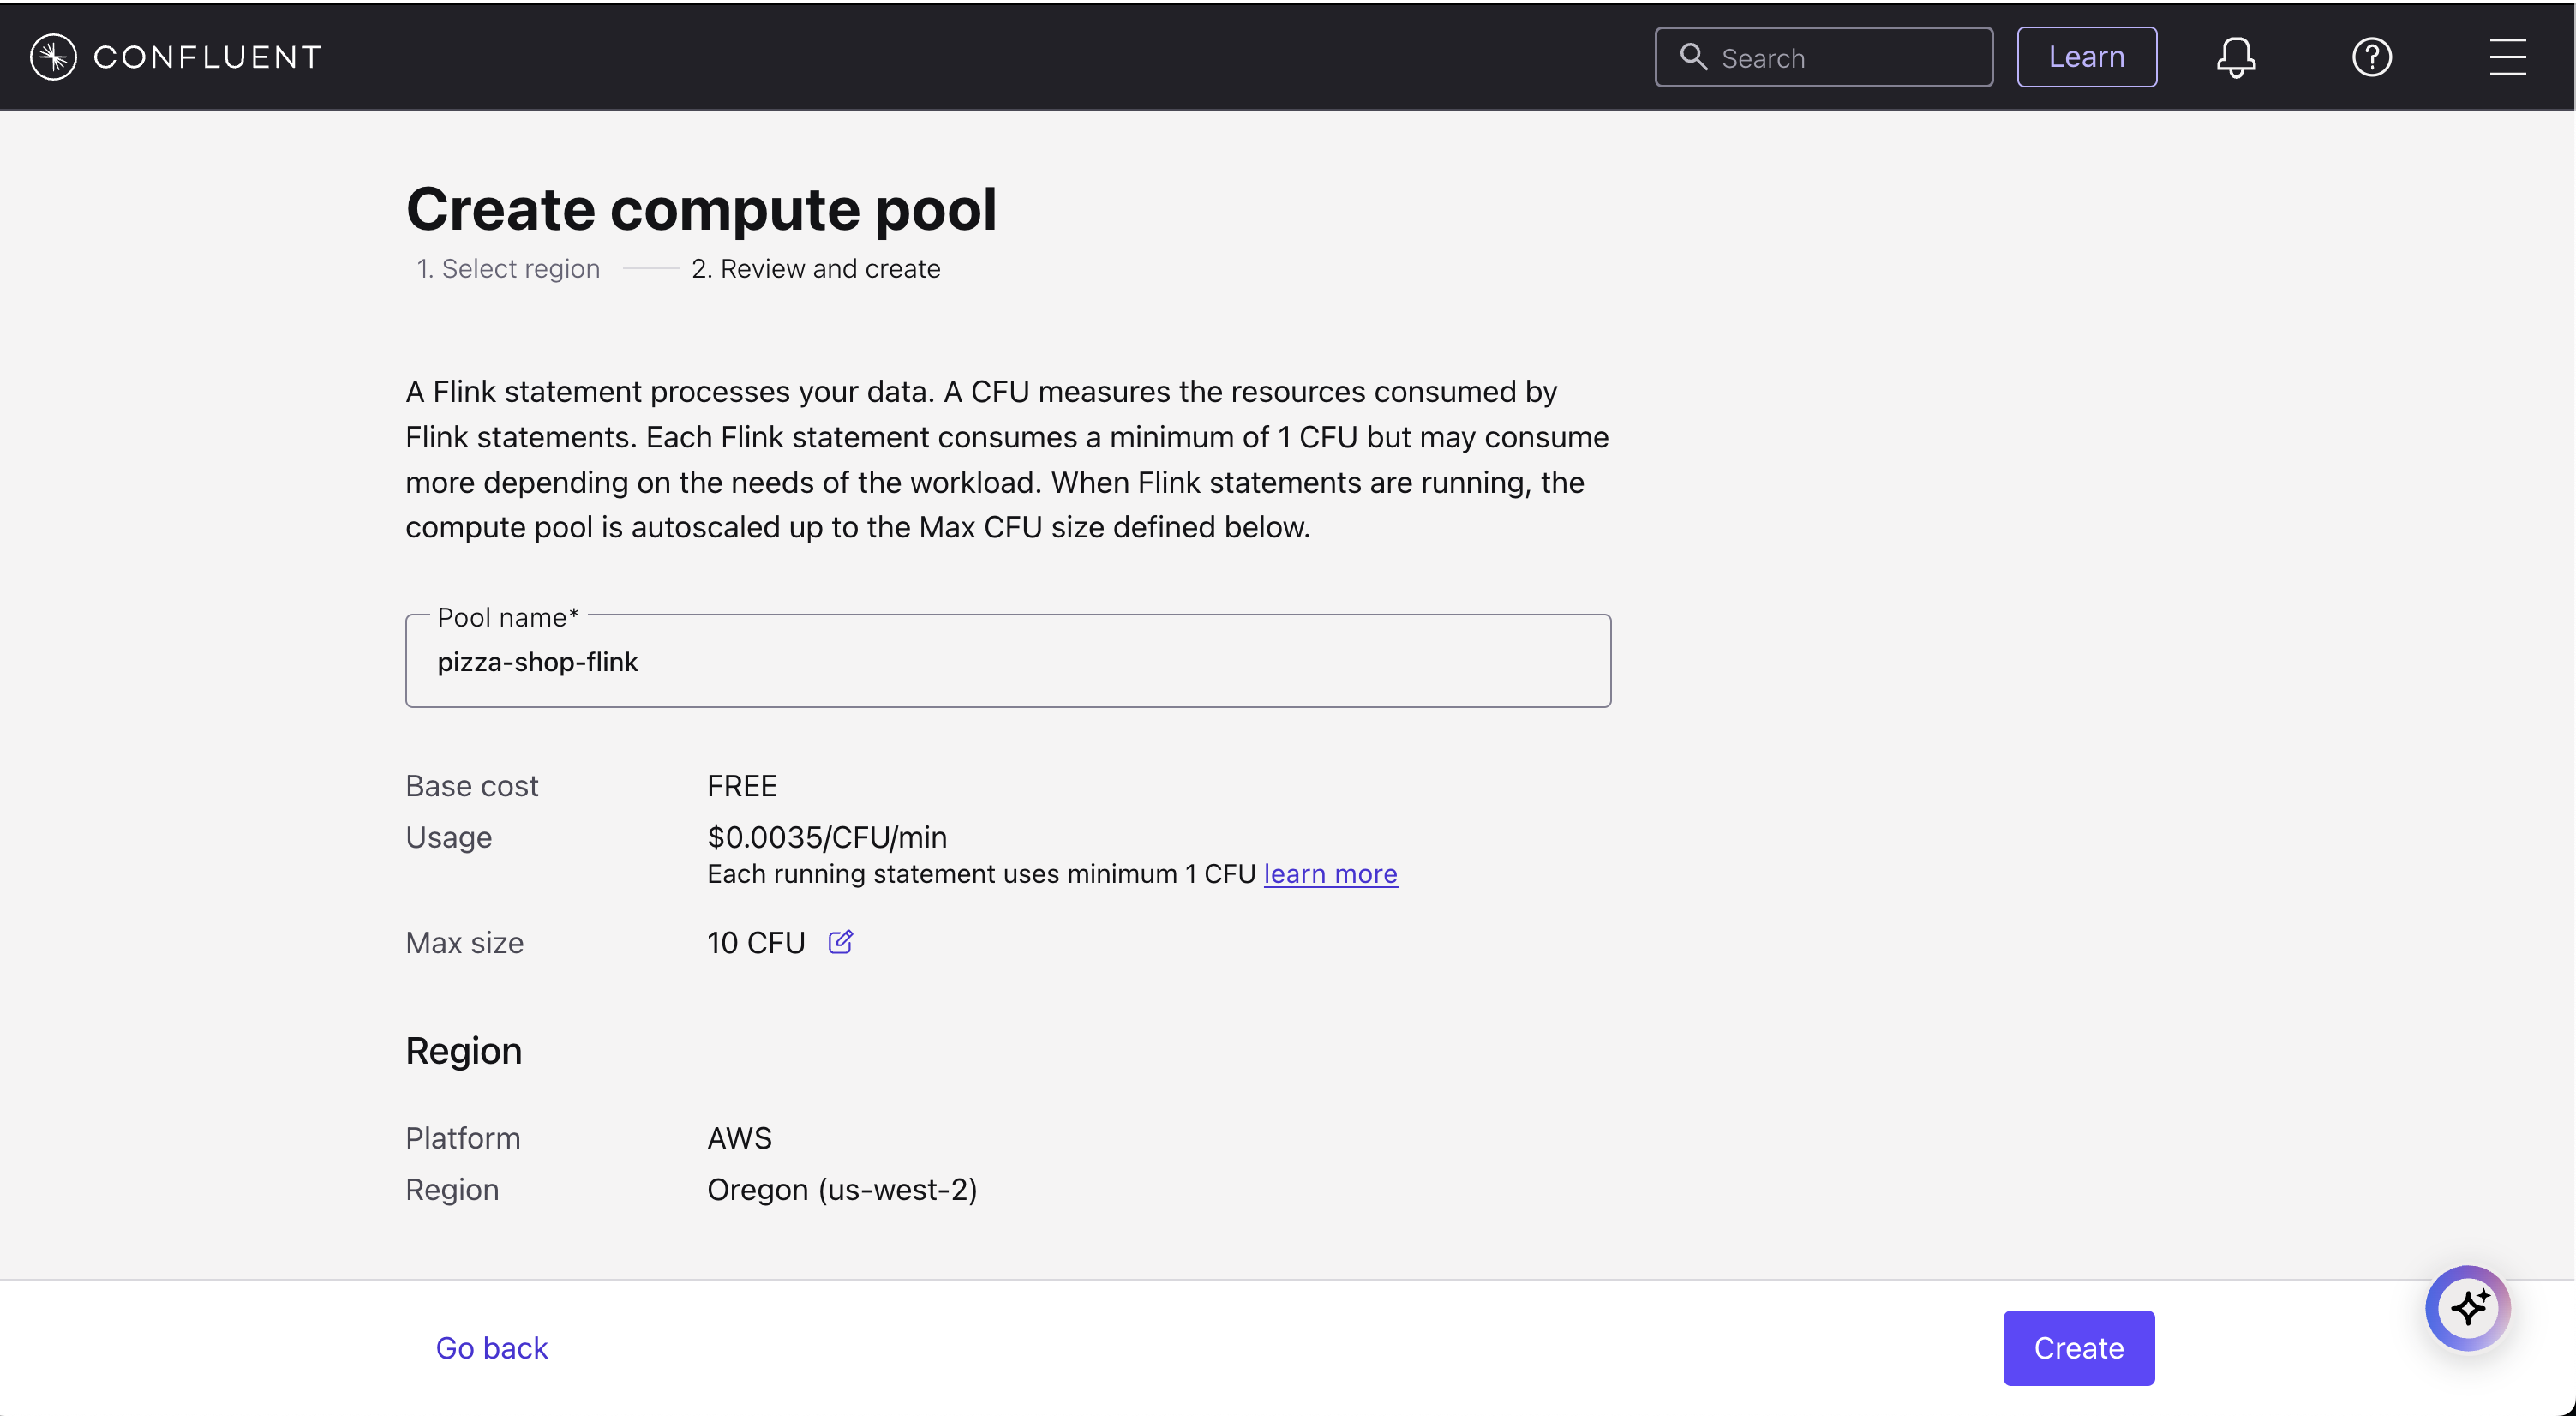 CONFLUENT
Search
Learn
Create compute pool
1. Select region
2. Review and create
A Flink statement processes your data. A CFU measures the resources consumed by
Flink statements. Each Flink statement consumes a minimum of 1 CFU but may consume
more depending on the needs of the workload. When Flink statements are running, the
compute pool is autoscaled up to the Max CFU size defined below.
Pool name*
pizza-shop-flink
Base cost FREE
Usage $0.0035/CFU/min
Each running statement uses minimum 1 CFU learn more
Max size 10 CFU
Region
Platform AWS
Region Oregon (us-west-2)
Go back
Create